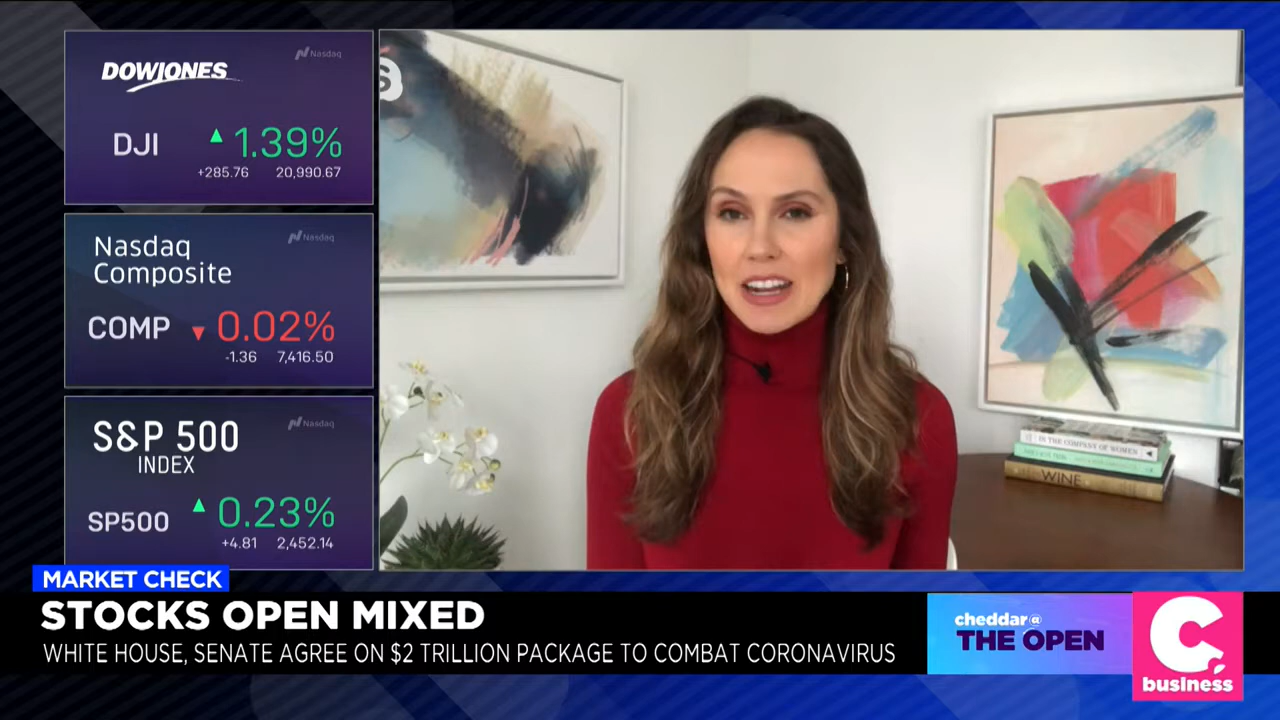 DOWJONES
Nasdaq
DJI
▲ 1.39%
+285.76 20,990.67
Nasdaq
Composite
Nasdaq
COMP
▼ 0.02%
-1.36 7,416.50
S&P 500
INDEX
Nasdaq
SP500
▲ 0.23%
+4.81 2,452.14
S
IN THE COMPANY OF WOMEN
WINE
MARKET CHECK
STOCKS OPEN MIXED
WHITE HOUSE, SENATE AGREE ON $2 TRILLION PACKAGE TO COMBAT CORONAVIRUS
cheddar@
THE OPEN
C
business